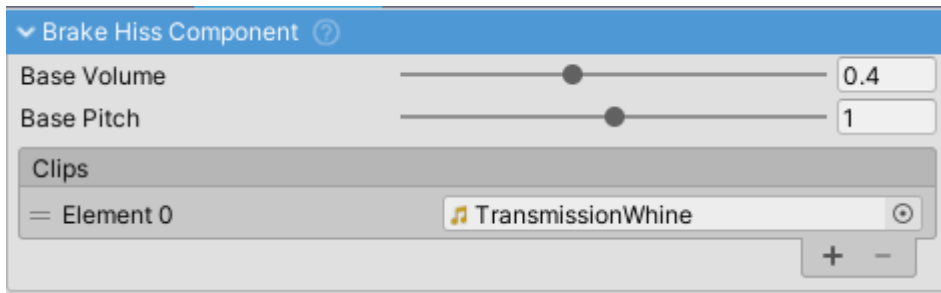 Brake Hiss Component ?
Base Volume 0.4
Base Pitch 1
Clips
= Element 0 TransmissionWhine
+ −